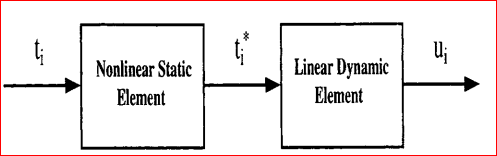 t_i
Nonlinear Static
Element
t_i^*
Linear Dynamic
Element
u_i